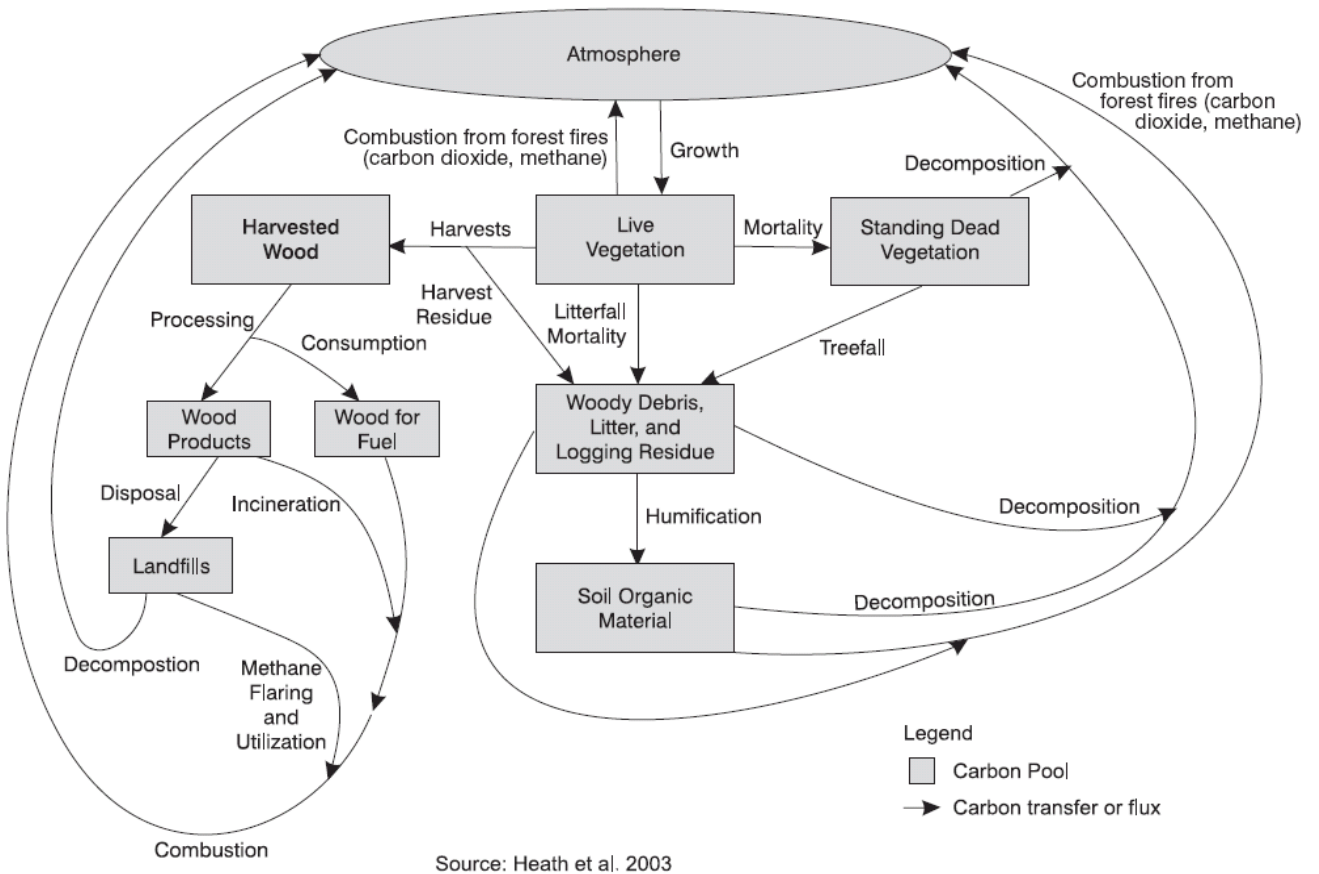 Atmosphere
Combustion from
forest fires (carbon
dioxide, methane)
Combustion from forest fires
(carbon dioxide, methane)
Growth
Decomposition
Harvested
Wood
Harvests
Live
Vegetation
Mortality
Standing Dead
Vegetation
Harvest
Residue
Litterfall
Mortality
Processing
Consumption
Treefall
Wood
Products
Wood for
Fuel
Woody Debris,
Litter, and
Logging Residue
Disposal
Incineration
Decomposition
Humification
Landfills
Soil Organic
Material
Decomposition
Decompostion
Methane
Flaring
and
Utilization
Legend
Carbon Pool
Carbon transfer or flux
Combustion
Source: Heath et al. 2003